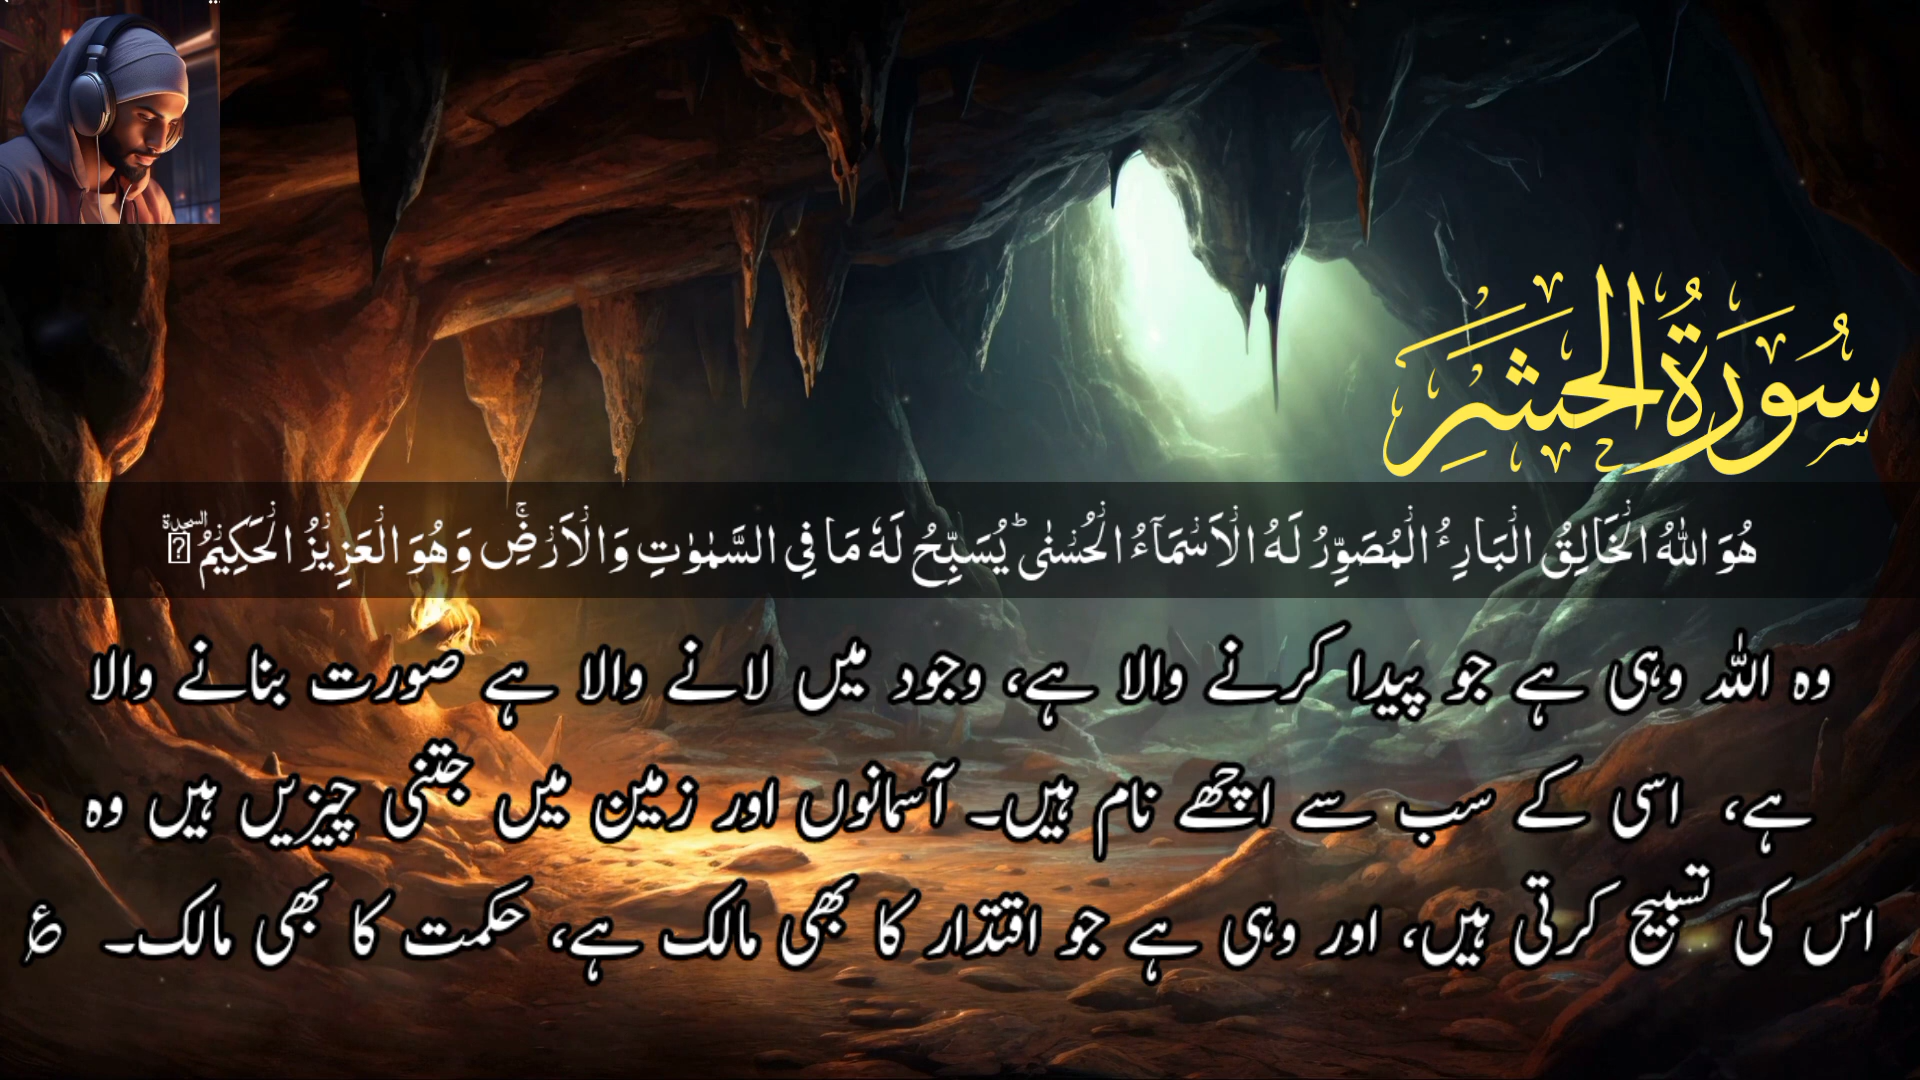 سُورَةُ الحَشرِ
هُوَ اللّٰهُ الْخَالِقُ الْبَارِئُ الْمُصَوِّرُ لَهُ الْاَسْمَآءُ الْحُسْنٰى ؕ يُسَبِّحُ لَهٗ مَا فِى السَّمٰوٰتِ وَالْاَرْضِ ۚ وَهُوَ الْعَزِيْزُ الْحَكِيْمُ
وہ اللہ وہی ہے جو پیدا کرنے والا ہے، وجود میں لانے والا ہے صورت بنانے والا
ہے، اسی کے سب سے اچھے نام ہیں۔ آسمانوں اور زمین میں جتنی چیزیں ہیں وہ
اس کی تسبیح کرتی ہیں، اور وہی ہے جو اقتدار کا بھی مالک ہے، حکمت کا بھی مالک۔